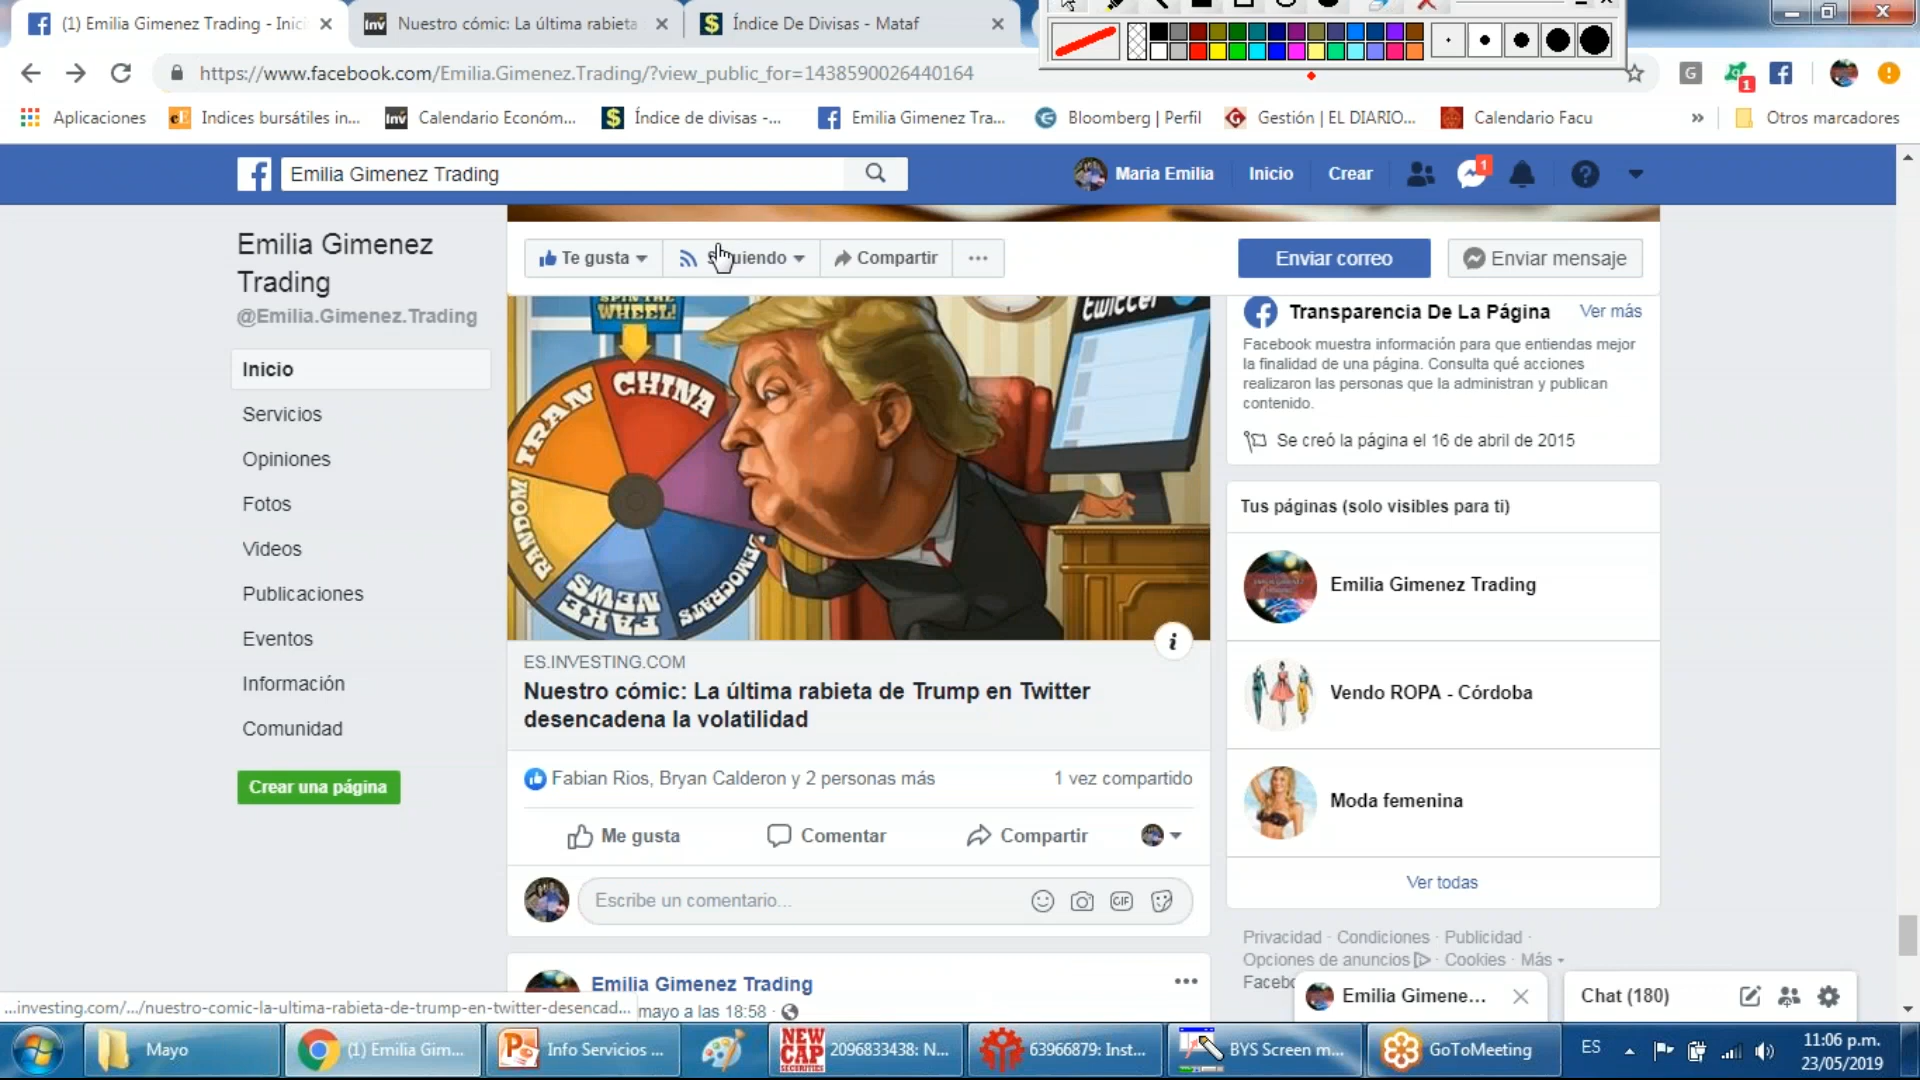 (1) Emilia Gimenez Trading - Inici
Nuestro cómic: La última rabieta
Índice De Divisas - Mataf
https://www.facebook.com/Emilia.Gimenez.Trading/?view_public_for=1438590026440164
Aplicaciones
Indices bursátiles in...
Calendario Económ...
Índice de divisas -...
Emilia Gimenez Tra...
Bloomberg | Perfil
Gestión | EL DIARIO...
Calendario Facu
Otros marcadores
Emilia Gimenez Trading
Maria Emilia
Inicio
Crear
1
Emilia Gimenez
Trading
@Emilia.Gimenez.Trading
Inicio
Servicios
Opiniones
Fotos
Videos
Publicaciones
Eventos
Información
Comunidad
Crear una página
Te gusta
Siguiendo
Compartir
Enviar correo
Enviar mensaje
SPIN THE
WHEEL!
twitter
IRAN
CHINA
RANDOM
FAKE
NEWS
DEMOCRATS
ES.INVESTING.COM
Nuestro cómic: La última rabieta de Trump en Twitter
desencadena la volatilidad
Fabian Rios, Bryan Calderon y 2 personas más
1 vez compartido
Me gusta
Comentar
Compartir
Escribe un comentario...
GIF
Emilia Gimenez Trading
mayo a las 18:58 ·
Transparencia De La Página
Ver más
Facebook muestra información para que entiendas mejor
la finalidad de una página. Consulta qué acciones
realizaron las personas que la administran y publican
contenido.
Se creó la página el 16 de abril de 2015
Tus páginas (solo visibles para ti)
Emilia Gimenez Trading
Vendo ROPA - Córdoba
Moda femenina
Ver todas
Privacidad · Condiciones · Publicidad ·
Opciones de anuncios · Cookies · Más
Emilia Gimene...
Chat (180)
...investing.com/.../nuestro-comic-la-ultima-rabieta-de-trump-en-twitter-desencad...
Mayo
(1) Emilia Gim...
Info Servicios ...
NEW CAP SECURITIES
2096833438: N...
63966879: Inst...
BYS Screen m...
GoToMeeting
ES
11:06 p.m.
23/05/2019